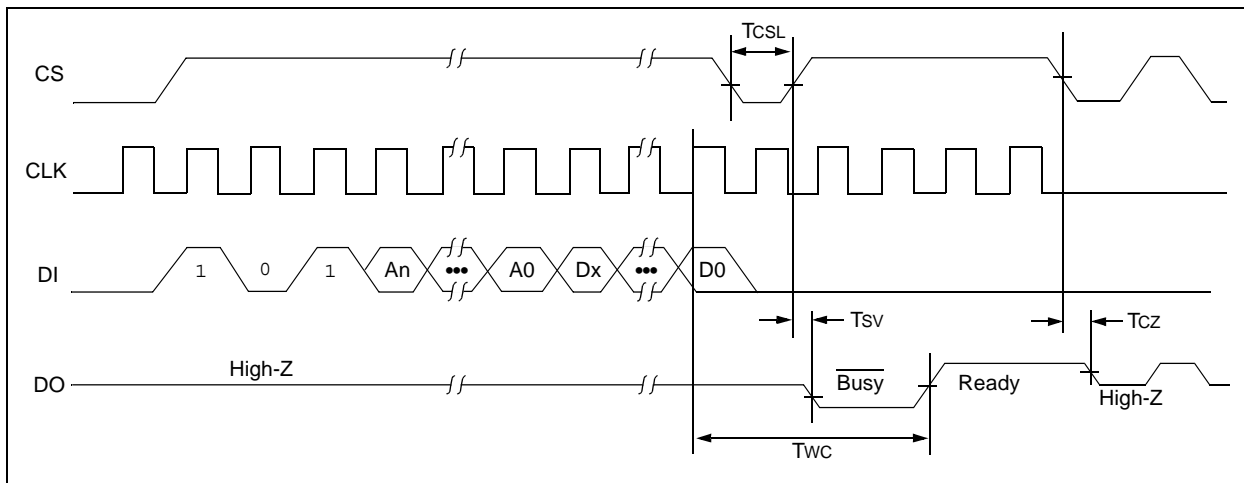 TCSL
CS
CLK
DI
1 0 1 An ••• A0 Dx ••• D0
TSV
TCZ
DO
High-Z
Busy
Ready
High-Z
TWC